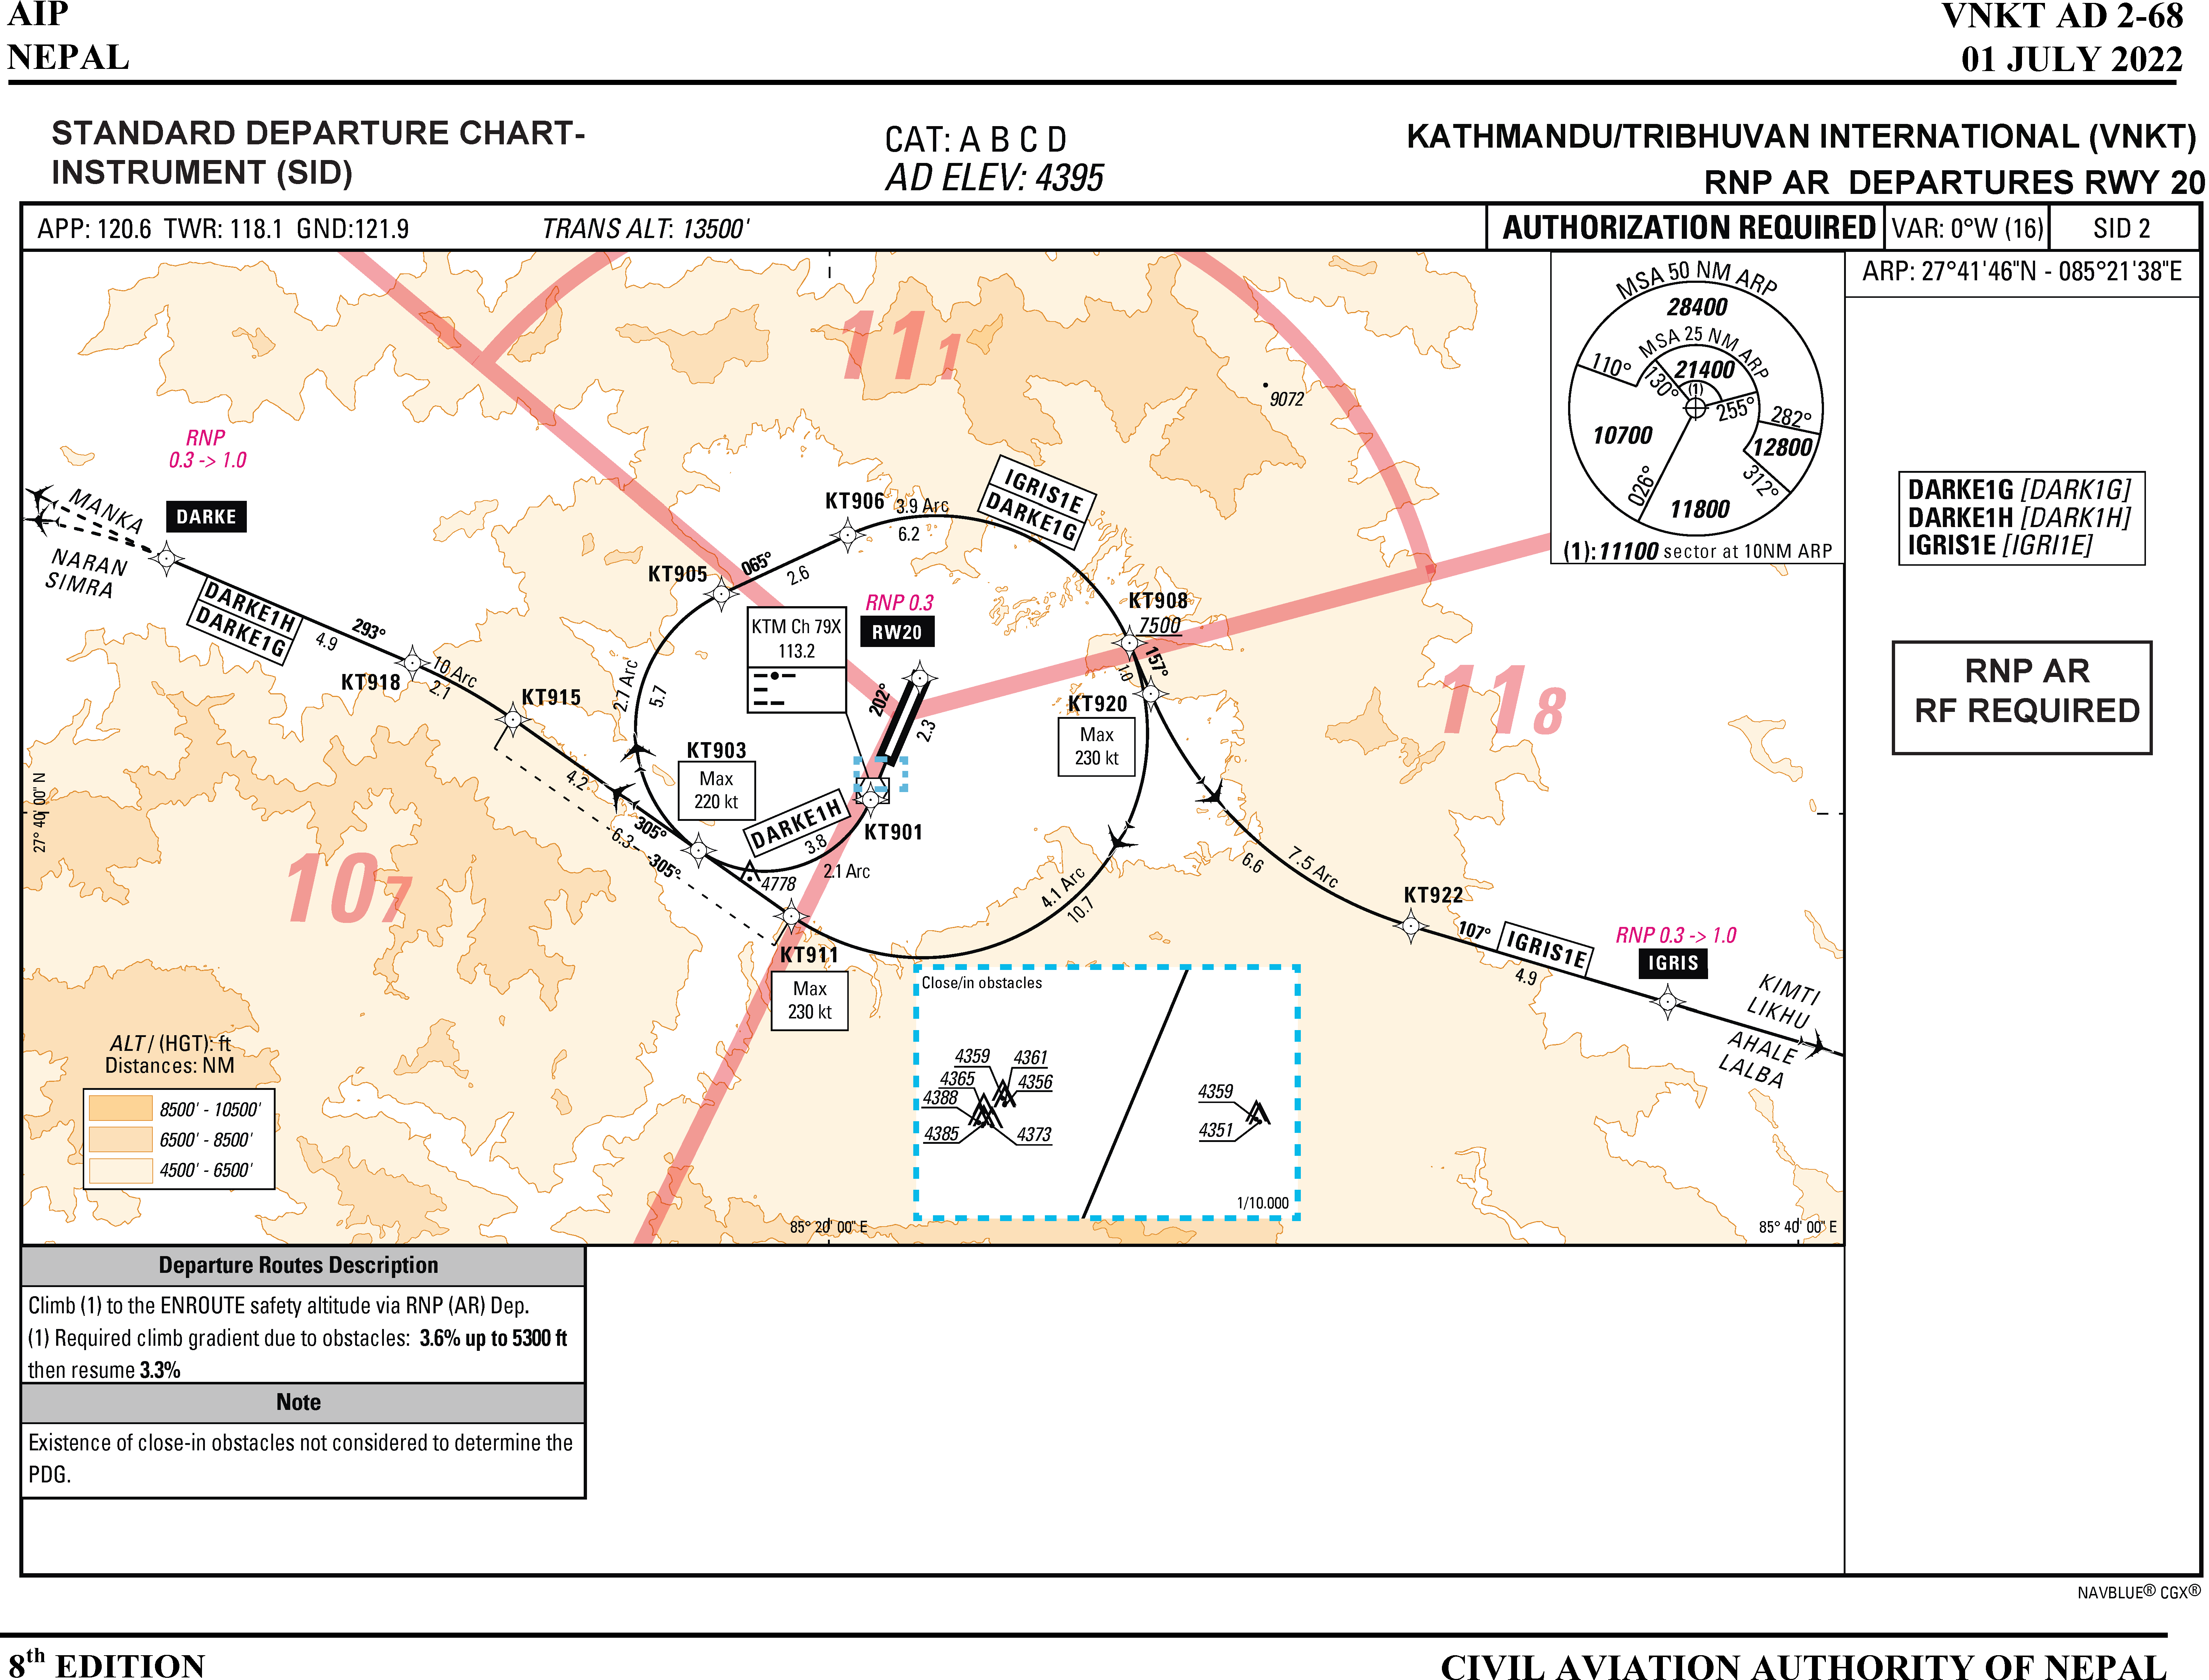 AIP
NEPAL
VNKT AD 2-68
01 JULY 2022
STANDARD DEPARTURE CHART-
INSTRUMENT (SID)
CAT: A B C D
AD ELEV: 4395
KATHMANDU/TRIBHUVAN INTERNATIONAL (VNKT)
RNP AR DEPARTURES RWY 20
APP: 120.6 TWR: 118.1 GND:121.9
TRANS ALT: 13500'
AUTHORIZATION REQUIRED
VAR: 0°W (16)
SID 2
ARP: 27°41'46"N - 085°21'38"E
MSA 50 NM ARP
28400
MSA 25 NM ARP
21400
(1)
110°
130°
255°
282°
10700
12800
026°
312°
11800
(1): 11100 sector at 10NM ARP
DARKE1G [DARK1G]
DARKE1H [DARK1H]
IGRIS1E [IGRI1E]
RNP AR
RF REQUIRED
111
9072
RNP
0.3 -> 1.0
DARKE
MANKA
NARAN
SIMRA
DARKE1H
DARKE1G
4.9
293°
KT918
10 Arc
2.1
KT915
KT905
065°
2.6
KT906
3.9 Arc
6.2
IGRIS1E
DARKE1G
2.7 Arc
5.7
KTM Ch 79X
113.2
RNP 0.3
RW20
202°
2.3
KT908
7500
157°
1.0
KT920
Max
230 kt
118
KT903
Max
220 kt
4.2
305°
6.3
305°
DARKE1H
3.8
2.1 Arc
KT901
4778
107
KT911
Max
230 kt
4.1 Arc
10.7
6.6
7.5 Arc
KT922
107°
IGRIS1E
4.9
RNP 0.3 -> 1.0
IGRIS
KIMTI
LIKHU
AHALE
LALBA
27° 40' 00" N
85° 20' 00" E
85° 40' 00" E
Close/in obstacles
4359
4361
4365
4356
4388
4385
4373
4359
4351
1/10.000
ALT / (HGT): ft
Distances: NM
8500' - 10500'
6500' - 8500'
4500' - 6500'
Departure Routes Description
Climb (1) to the ENROUTE safety altitude via RNP (AR) Dep.
(1) Required climb gradient due to obstacles: 3.6% up to 5300 ft
then resume 3.3%
Note
Existence of close-in obstacles not considered to determine the
PDG.
NAVBLUE® CGX®
8th EDITION
CIVIL AVIATION AUTHORITY OF NEPAL